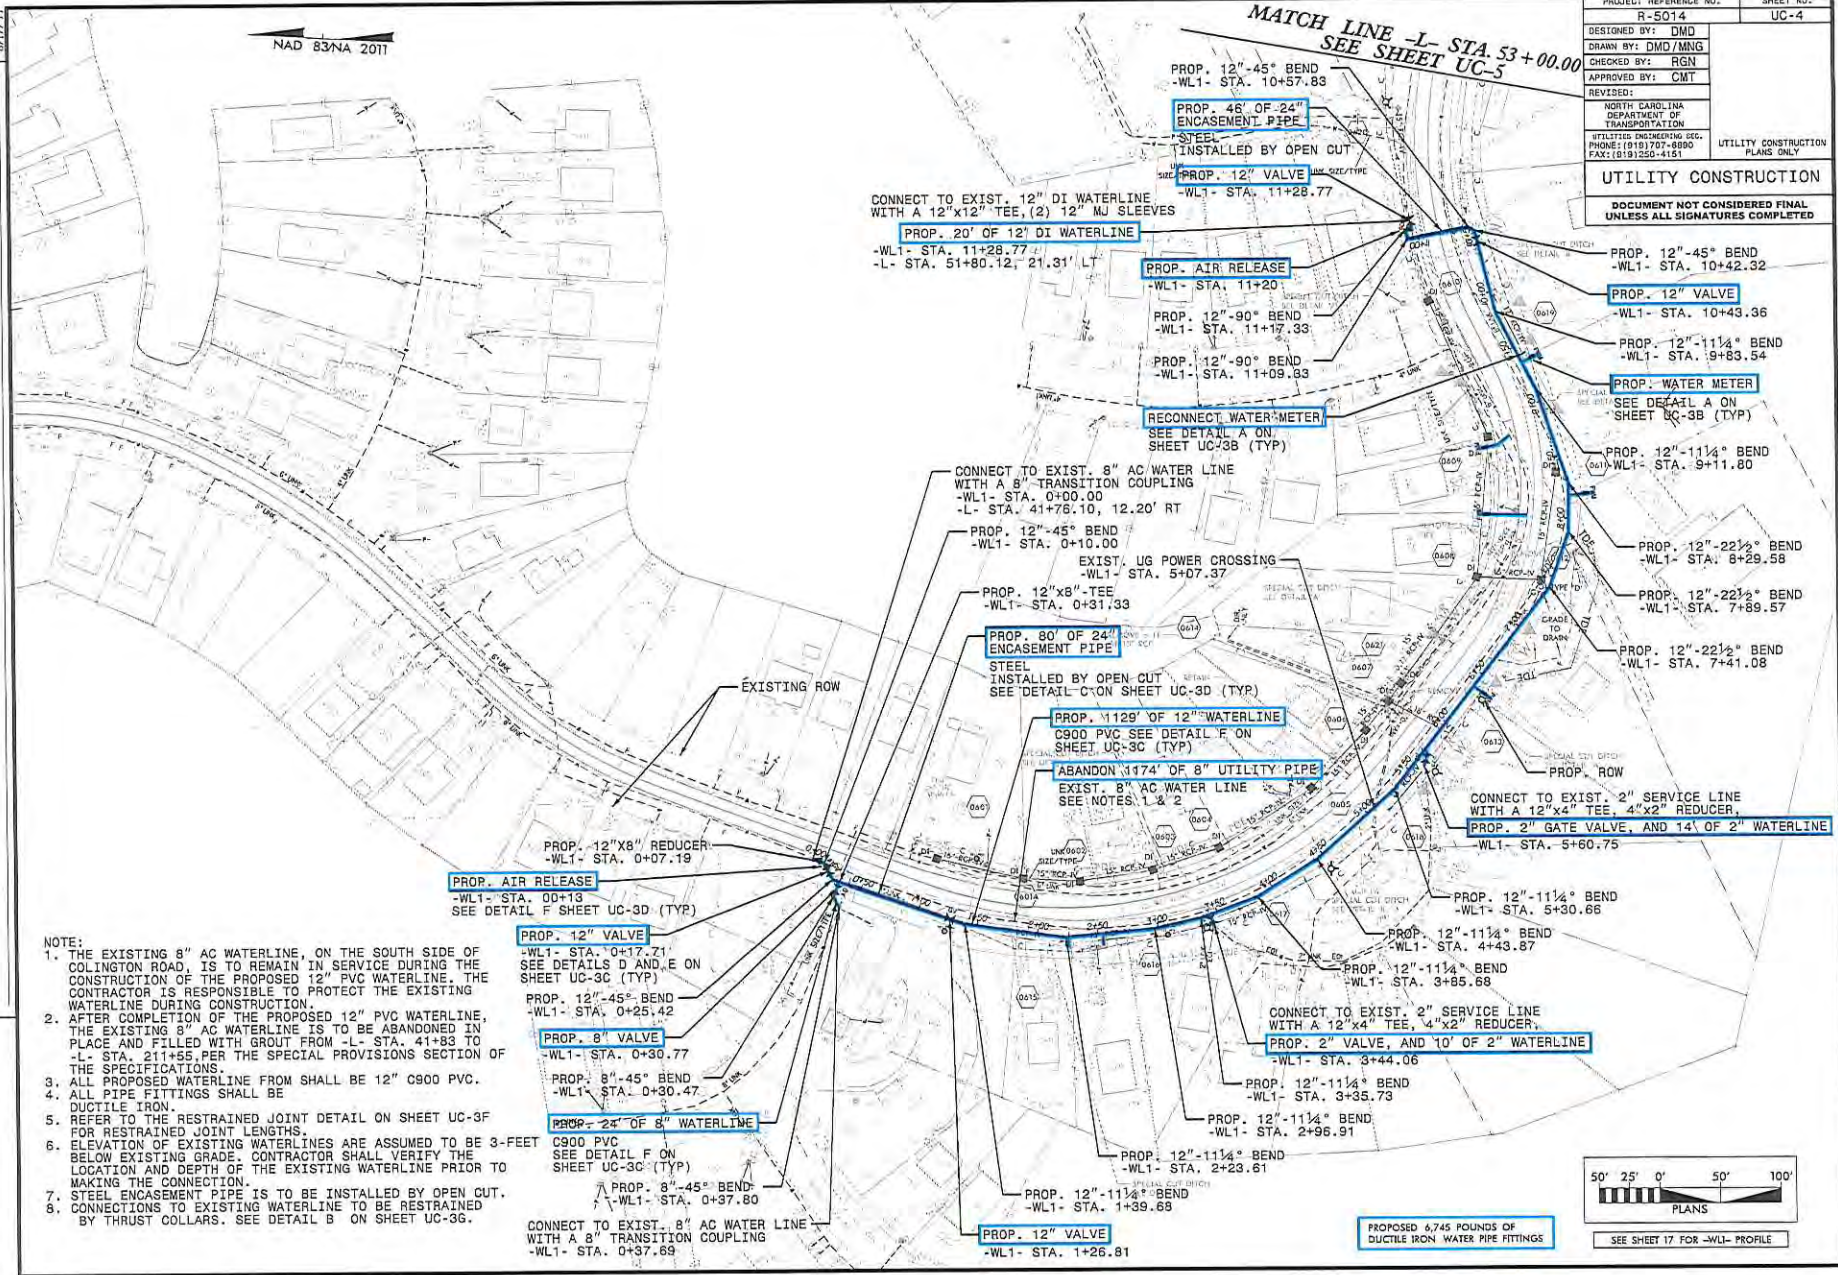 NAD 83/NA 2011
MATCH LINE -L- STA. 53+00.00
SEE SHEET UC-5
PROJECT REFERENCE NO.
SHEET NO.
R-5014
UC-4
DESIGNED BY: DMD
DRAWN BY: DMD/MNG
CHECKED BY: RGN
APPROVED BY: CMT
REVISED:
NORTH CAROLINA
DEPARTMENT OF
TRANSPORTATION
UTILITIES ENGINEERING SEC.
PHONE:(919)707-6690
FAX:(919)250-4151
UTILITY CONSTRUCTION
PLANS ONLY
UTILITY CONSTRUCTION
DOCUMENT NOT CONSIDERED FINAL
UNLESS ALL SIGNATURES COMPLETED
PROP. 12"-45° BEND
-WL1- STA. 10+57.83
PROP. 46' OF 24"
ENCASEMENT PIPE
STEEL
INSTALLED BY OPEN CUT
PROP. 12" VALVE
-WL1- STA. 11+28.77
CONNECT TO EXIST. 12" DI WATERLINE
WITH A 12"x12" TEE, (2) 12" MJ SLEEVES
PROP. 20' OF 12" DI WATERLINE
-WL1- STA. 11+28.77
-L- STA. 51+80.12, 21.31' LT
PROP. AIR RELEASE
-WL1- STA. 11+20
PROP. 12"-90° BEND
-WL1- STA. 11+17.33
PROP. 12"-90° BEND
-WL1- STA. 11+09.33
RECONNECT WATER METER
SEE DETAIL A ON
SHEET UC-3B (TYP)
PROP. 12"-45° BEND
-WL1- STA. 10+42.32
PROP. 12" VALVE
-WL1- STA. 10+43.36
PROP. 12"-11¼° BEND
-WL1- STA. 9+83.54
PROP. WATER METER
SEE DETAIL A ON
SHEET UC-3B (TYP)
PROP. 12"-11¼° BEND
-WL1- STA. 9+11.80
PROP. 12"-22½° BEND
-WL1- STA. 8+29.58
PROP. 12"-22½° BEND
-WL1- STA. 7+89.57
PROP. 12"-22½° BEND
-WL1- STA. 7+41.08
GRADE
TO
DRAIN
CONNECT TO EXIST. 8" AC WATER LINE
WITH A 8" TRANSITION COUPLING
-WL1- STA. 0+00.00
-L- STA. 41+76.10, 12.20' RT
PROP. 12"-45° BEND
-WL1- STA. 0+10.00
EXIST. UG POWER CROSSING
-WL1- STA. 5+07.37
PROP. 12"x8"-TEE
-WL1- STA. 0+31.33
PROP. 80' OF 24"
ENCASEMENT PIPE
STEEL
INSTALLED BY OPEN CUT
SEE DETAIL C ON SHEET UC-3D (TYP)
EXISTING ROW
PROP. 1129' OF 12" WATERLINE
C900 PVC SEE DETAIL F ON
SHEET UC-3C (TYP)
ABANDON 1174' OF 8" UTILITY PIPE
EXIST. 8" AC WATER LINE
SEE NOTES 1 & 2
PROP. ROW
CONNECT TO EXIST. 2" SERVICE LINE
WITH A 12"x4" TEE, 4"x2" REDUCER,
PROP. 2" GATE VALVE, AND 14' OF 2" WATERLINE
-WL1- STA. 5+60.75
PROP. 12"-11¼° BEND
-WL1- STA. 5+30.66
PROP. 12"-11¼° BEND
-WL1- STA. 4+43.87
PROP. 12"-11¼° BEND
-WL1- STA. 3+85.68
CONNECT TO EXIST. 2" SERVICE LINE
WITH A 12"x4" TEE, 4"x2" REDUCER,
PROP. 2" VALVE, AND 10' OF 2" WATERLINE
-WL1- STA. 3+44.06
PROP. 12"-11¼° BEND
-WL1- STA. 3+35.73
PROP. 12"-11¼° BEND
-WL1- STA. 2+96.91
PROP. 12"-11¼° BEND
-WL1- STA. 2+23.61
PROP. 12"-11¼° BEND
-WL1- STA. 1+39.68
PROP. 12" VALVE
-WL1- STA. 1+26.81
PROP. 12"X8" REDUCER
-WL1- STA. 0+07.19
PROP. AIR RELEASE
-WL1- STA. 00+13
SEE DETAIL F SHEET UC-3D (TYP)
PROP. 12" VALVE
-WL1- STA. 0+17.71
SEE DETAILS D AND E ON
SHEET UC-3C (TYP)
PROP. 12"-45° BEND
-WL1- STA. 0+25.42
PROP. 8" VALVE
-WL1- STA. 0+30.77
PROP. 8"-45° BEND
-WL1- STA. 0+30.47
PROP. 24' OF 8" WATERLINE
C900 PVC
SEE DETAIL F ON
SHEET UC-3C (TYP)
PROP. 8"-45° BEND
-WL1- STA. 0+37.80
CONNECT TO EXIST. 8" AC WATER LINE
WITH A 8" TRANSITION COUPLING
-WL1- STA. 0+37.69
NOTE:
1. THE EXISTING 8" AC WATERLINE, ON THE SOUTH SIDE OF
COLINGTON ROAD, IS TO REMAIN IN SERVICE DURING THE
CONSTRUCTION OF THE PROPOSED 12" PVC WATERLINE. THE
CONTRACTOR IS RESPONSIBLE TO PROTECT THE EXISTING
WATERLINE DURING CONSTRUCTION.
2. AFTER COMPLETION OF THE PROPOSED 12" PVC WATERLINE,
THE EXISTING 8" AC WATERLINE IS TO BE ABANDONED IN
PLACE AND FILLED WITH GROUT FROM -L- STA. 41+83 TO
-L- STA. 211+55,PER THE SPECIAL PROVISIONS SECTION OF
THE SPECIFICATIONS.
3. ALL PROPOSED WATERLINE FROM SHALL BE 12" C900 PVC.
4. ALL PIPE FITTINGS SHALL BE
DUCTILE IRON.
5. REFER TO THE RESTRAINED JOINT DETAIL ON SHEET UC-3F
FOR RESTRAINED JOINT LENGTHS.
6. ELEVATION OF EXISTING WATERLINES ARE ASSUMED TO BE 3-FEET
BELOW EXISTING GRADE. CONTRACTOR SHALL VERIFY THE
LOCATION AND DEPTH OF THE EXISTING WATERLINE PRIOR TO
MAKING THE CONNECTION.
7. STEEL ENCASEMENT PIPE IS TO BE INSTALLED BY OPEN CUT.
8. CONNECTIONS TO EXISTING WATERLINE TO BE RESTRAINED
BY THRUST COLLARS. SEE DETAIL B ON SHEET UC-3G.
PROPOSED 6,745 POUNDS OF
DUCTILE IRON WATER PIPE FITTINGS
50' 25' 0' 50' 100'
PLANS
SEE SHEET 17 FOR -WL1- PROFILE